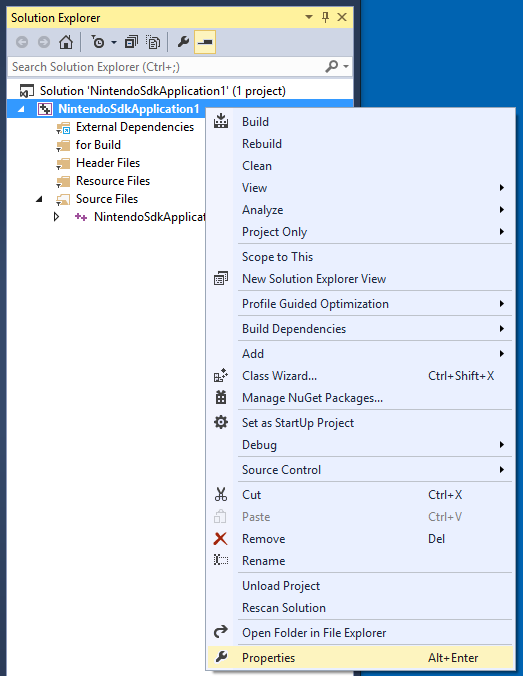 Solution Explorer
Search Solution Explorer (Ctrl+;)
Solution 'NintendoSdkApplication1' (1 project)
NintendoSdkApplication1
External Dependencies
for Build
Header Files
Resource Files
Source Files
NintendoSdkApplicat
Build
Rebuild
Clean
View
Analyze
Project Only
Scope to This
New Solution Explorer View
Profile Guided Optimization
Build Dependencies
Add
Class Wizard... Ctrl+Shift+X
Manage NuGet Packages...
Set as StartUp Project
Debug
Source Control
Cut Ctrl+X
Paste Ctrl+V
Remove Del
Rename
Unload Project
Rescan Solution
Open Folder in File Explorer
Properties Alt+Enter